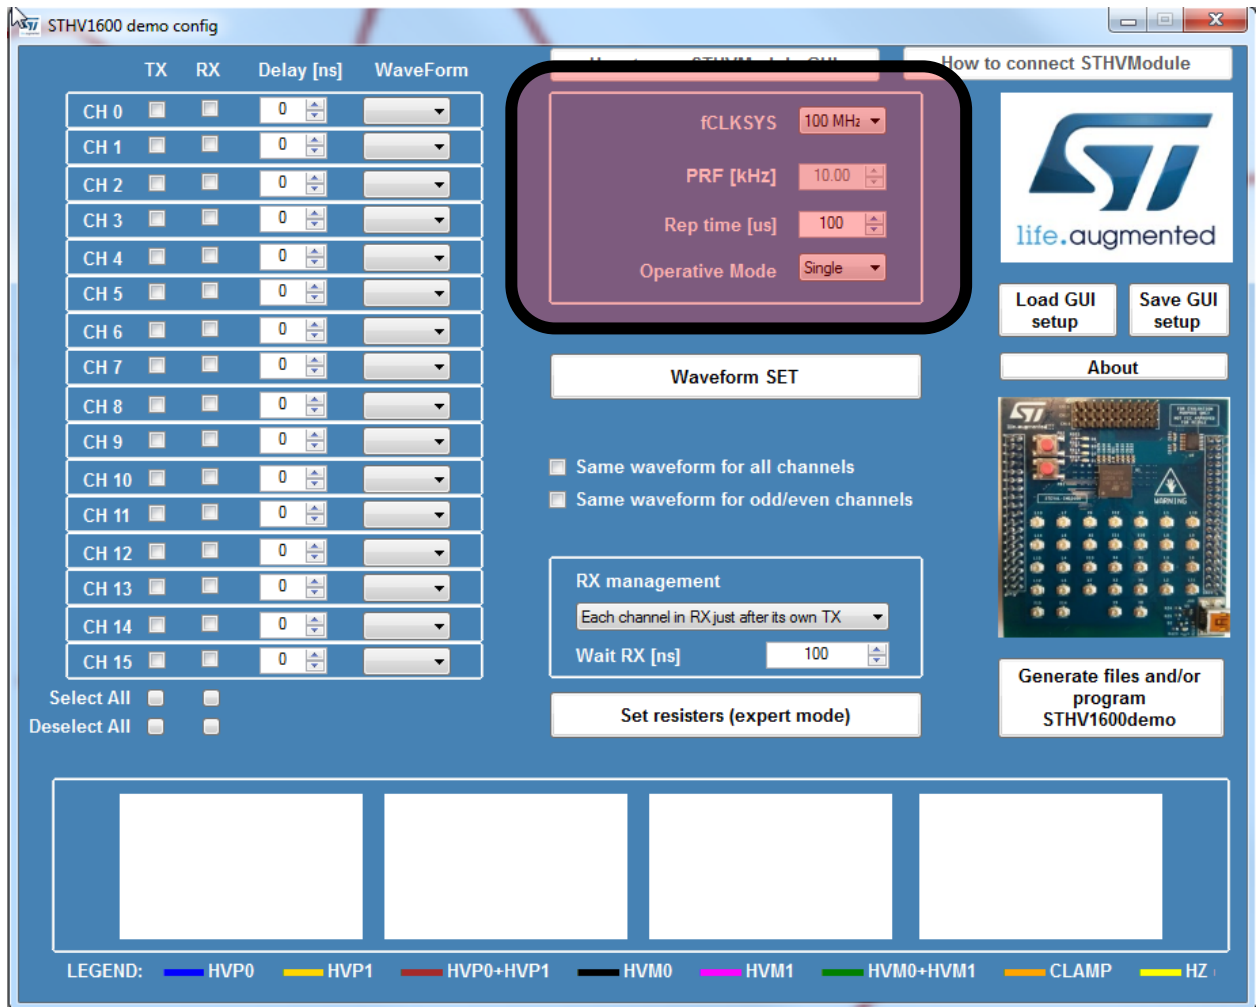 STHV1600 demo config
How to connect STHVModule
TX RX Delay [ns] WaveForm
CH 0 0
CH 1 0
CH 2 0
CH 3 0
CH 4 0
CH 5 0
CH 6 0
CH 7 0
CH 8 0
CH 9 0
CH 10 0
CH 11 0
CH 12 0
CH 13 0
CH 14 0
CH 15 0
Select All
Deselect All
fCLKSYS 100 MHz
PRF [kHz] 10.00
Rep time [us] 100
Operative Mode Single
Waveform SET
Same waveform for all channels
Same waveform for odd/even channels
RX management
Each channel in RX just after its own TX
Wait RX [ns] 100
Set resisters (expert mode)
ST
life.augmented
Load GUI
setup
Save GUI
setup
About
ST
life.augmented
WARNING
Generate files and/or
program
STHV1600demo
LEGEND: HVP0 HVP1 HVP0+HVP1 HVM0 HVM1 HVM0+HVM1 CLAMP HZ